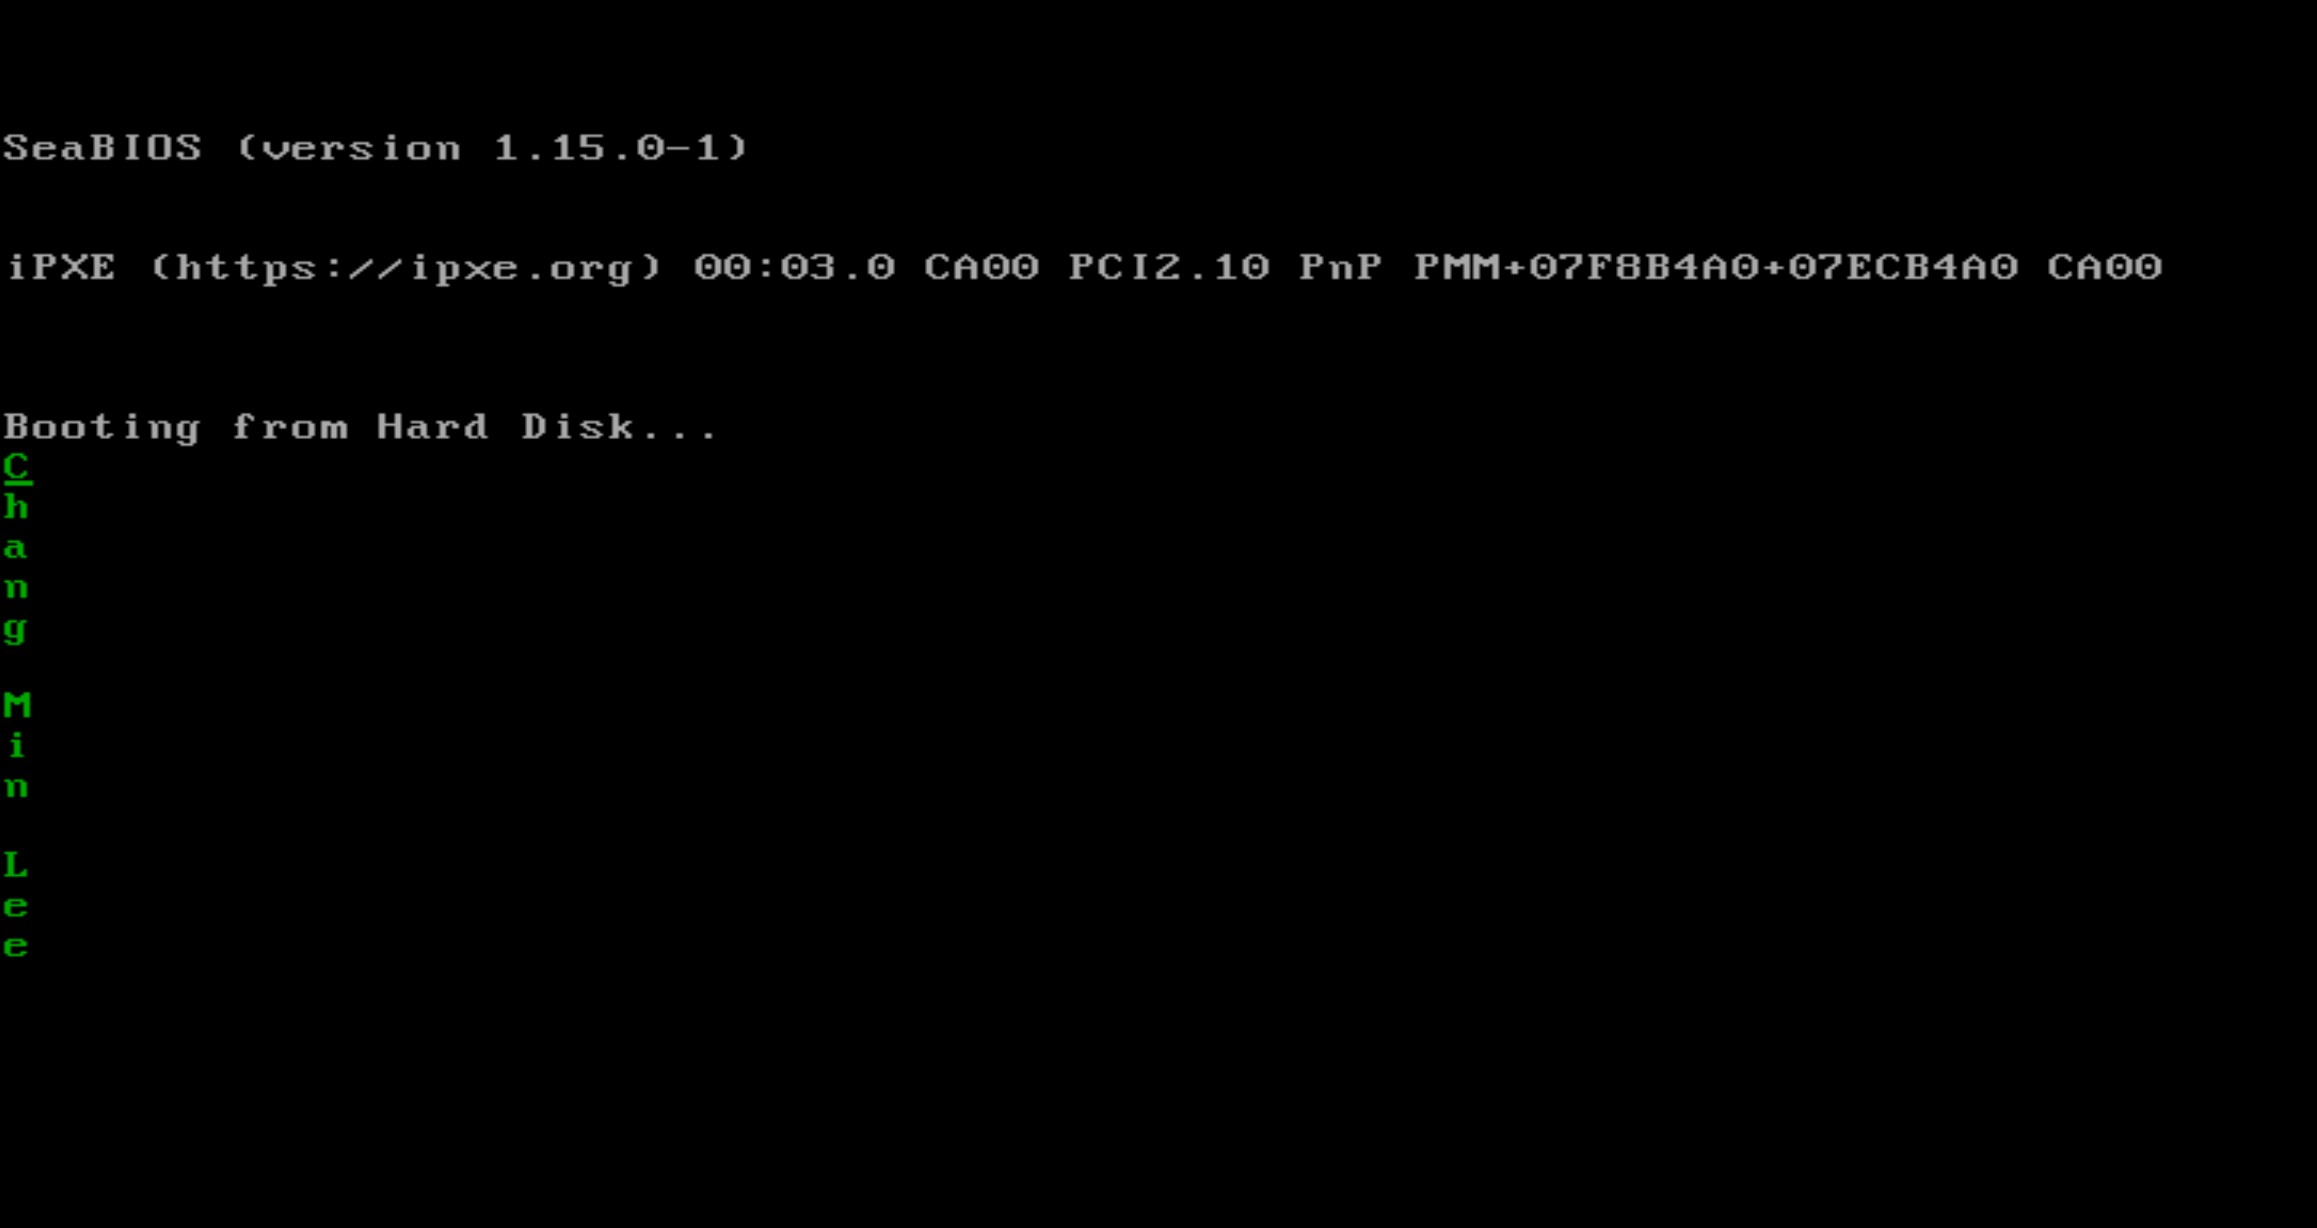 SeaBIOS (version 1.15.0-1)
iPXE (https://ipxe.org) 00:03.0 CA00 PCI2.10 PnP PMM+07F8B4A0+07ECB4A0 CA00
Booting from Hard Disk...
C
h
a
n
g
M
i
n
L
e
e